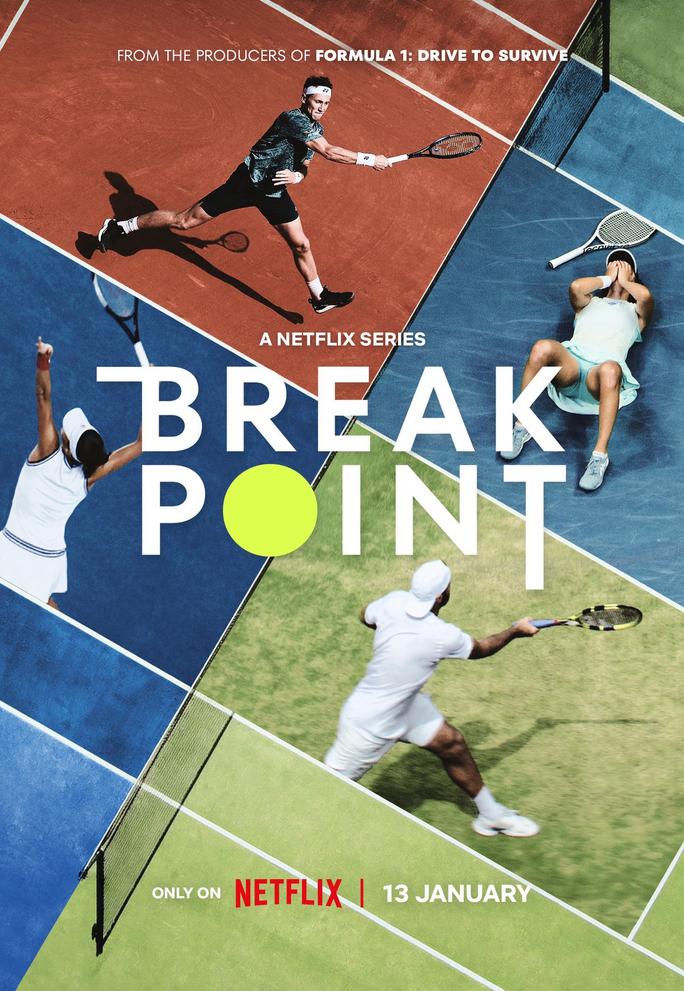 FROM THE PRODUCERS OF FORMULA 1: DRIVE TO SURVIVE
A NETFLIX SERIES
BREAK
POINT
ONLY ON NETFLIX | 13 JANUARY